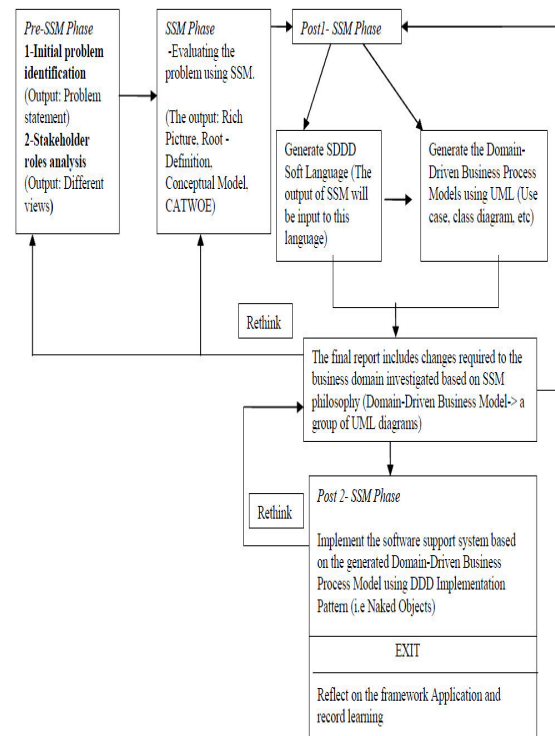 Pre-SSM Phase
1-Initial problem
identification
(Output: Problem
statement)
2-Stakeholder
roles analysis
(Output: Different
views)
SSM Phase
-Evaluating the
problem using SSM.
(The output: Rich
Picture, Root -
Definition,
Conceptual Model,
CATWOE)
Post1- SSM Phase
Generate SDDD
Soft Language (The
output of SSM will
be input to this
language)
Generate the Domain-
Driven Business Process
Models using UML (Use
case, class diagram, etc)
Rethink
The final report includes changes required to the
business domain investigated based on SSM
philosophy (Domain-Driven Business Model-> a
group of UML diagrams)
Rethink
Post 2- SSM Phase
Implement the software support system based
on the generated Domain-Driven Business
Process Model using DDD Implementation
Pattern (i.e Naked Objects)
EXIT
Reflect on the framework Application and
record learning